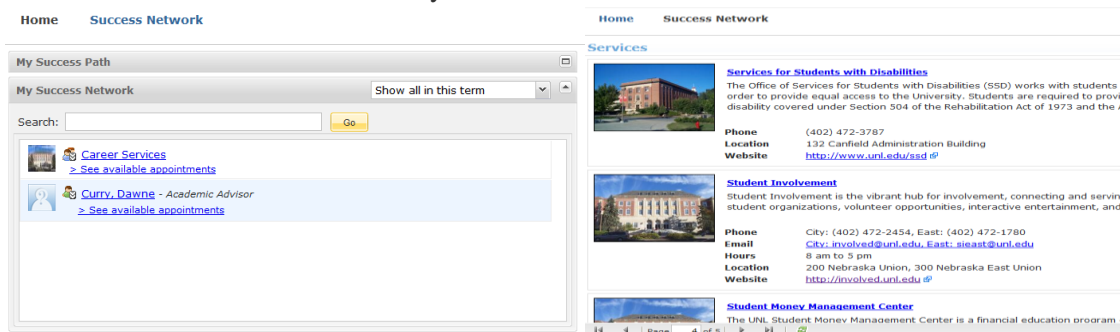 Home Success Network
My Success Path
My Success Network Show all in this term
Search: Go
Career Services
> See available appointments
Curry, Dawne - Academic Advisor
> See available appointments
Home Success Network
Services
Services for Students with Disabilities
The Office of Services for Students with Disabilities (SSD) works with students
order to provide equal access to the University. Students are required to provi
disability covered under Section 504 of the Rehabilitation Act of 1973 and the A
Phone (402) 472-3787
Location 132 Canfield Administration Building
Website http://www.unl.edu/ssd
Student Involvement
Student Involvement is the vibrant hub for involvement, connecting and servin
student organizations, volunteer opportunities, interactive entertainment, and
Phone City: (402) 472-2454, East: (402) 472-1780
Email City: involved@unl.edu, East: sieast@unl.edu
Hours 8 am to 5 pm
Location 200 Nebraska Union, 300 Nebraska East Union
Website http://involved.unl.edu
Student Money Management Center
The UNL Student Money Management Center is a financial education program
Page 4 of 5